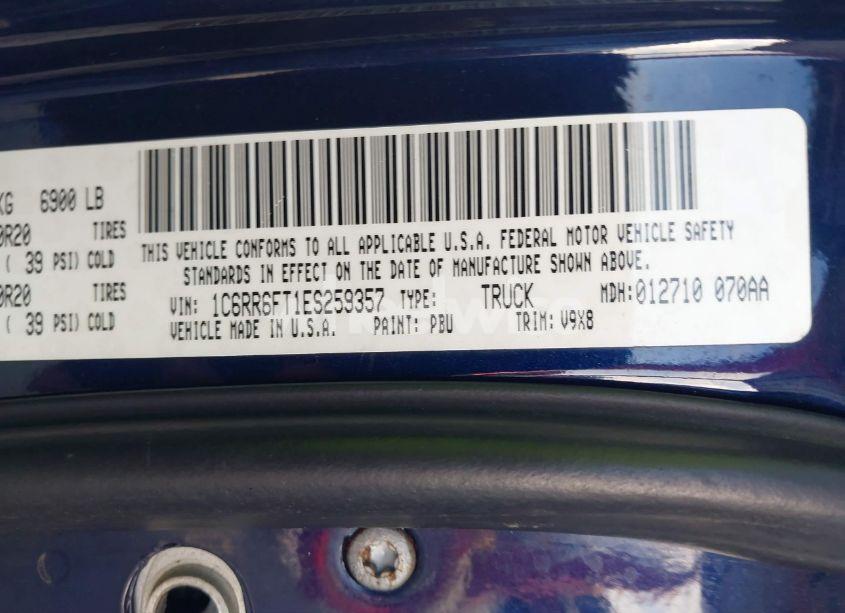 KG 6900 LB
0R20 TIRES
( 39 PSI) COLD
0R20 TIRES
( 39 PSI) COLD
THIS VEHICLE CONFORMS TO ALL APPLICABLE U.S.A. FEDERAL MOTOR VEHICLE SAFETY
STANDARDS IN EFFECT ON THE DATE OF MANUFACTURE SHOWN ABOVE.
VIN: 1C6RR6FT1ES259357 TYPE: TRUCK MDH: 012710 070AA
VEHICLE MADE IN U.S.A. PAINT: PBU TRIM: V9X8